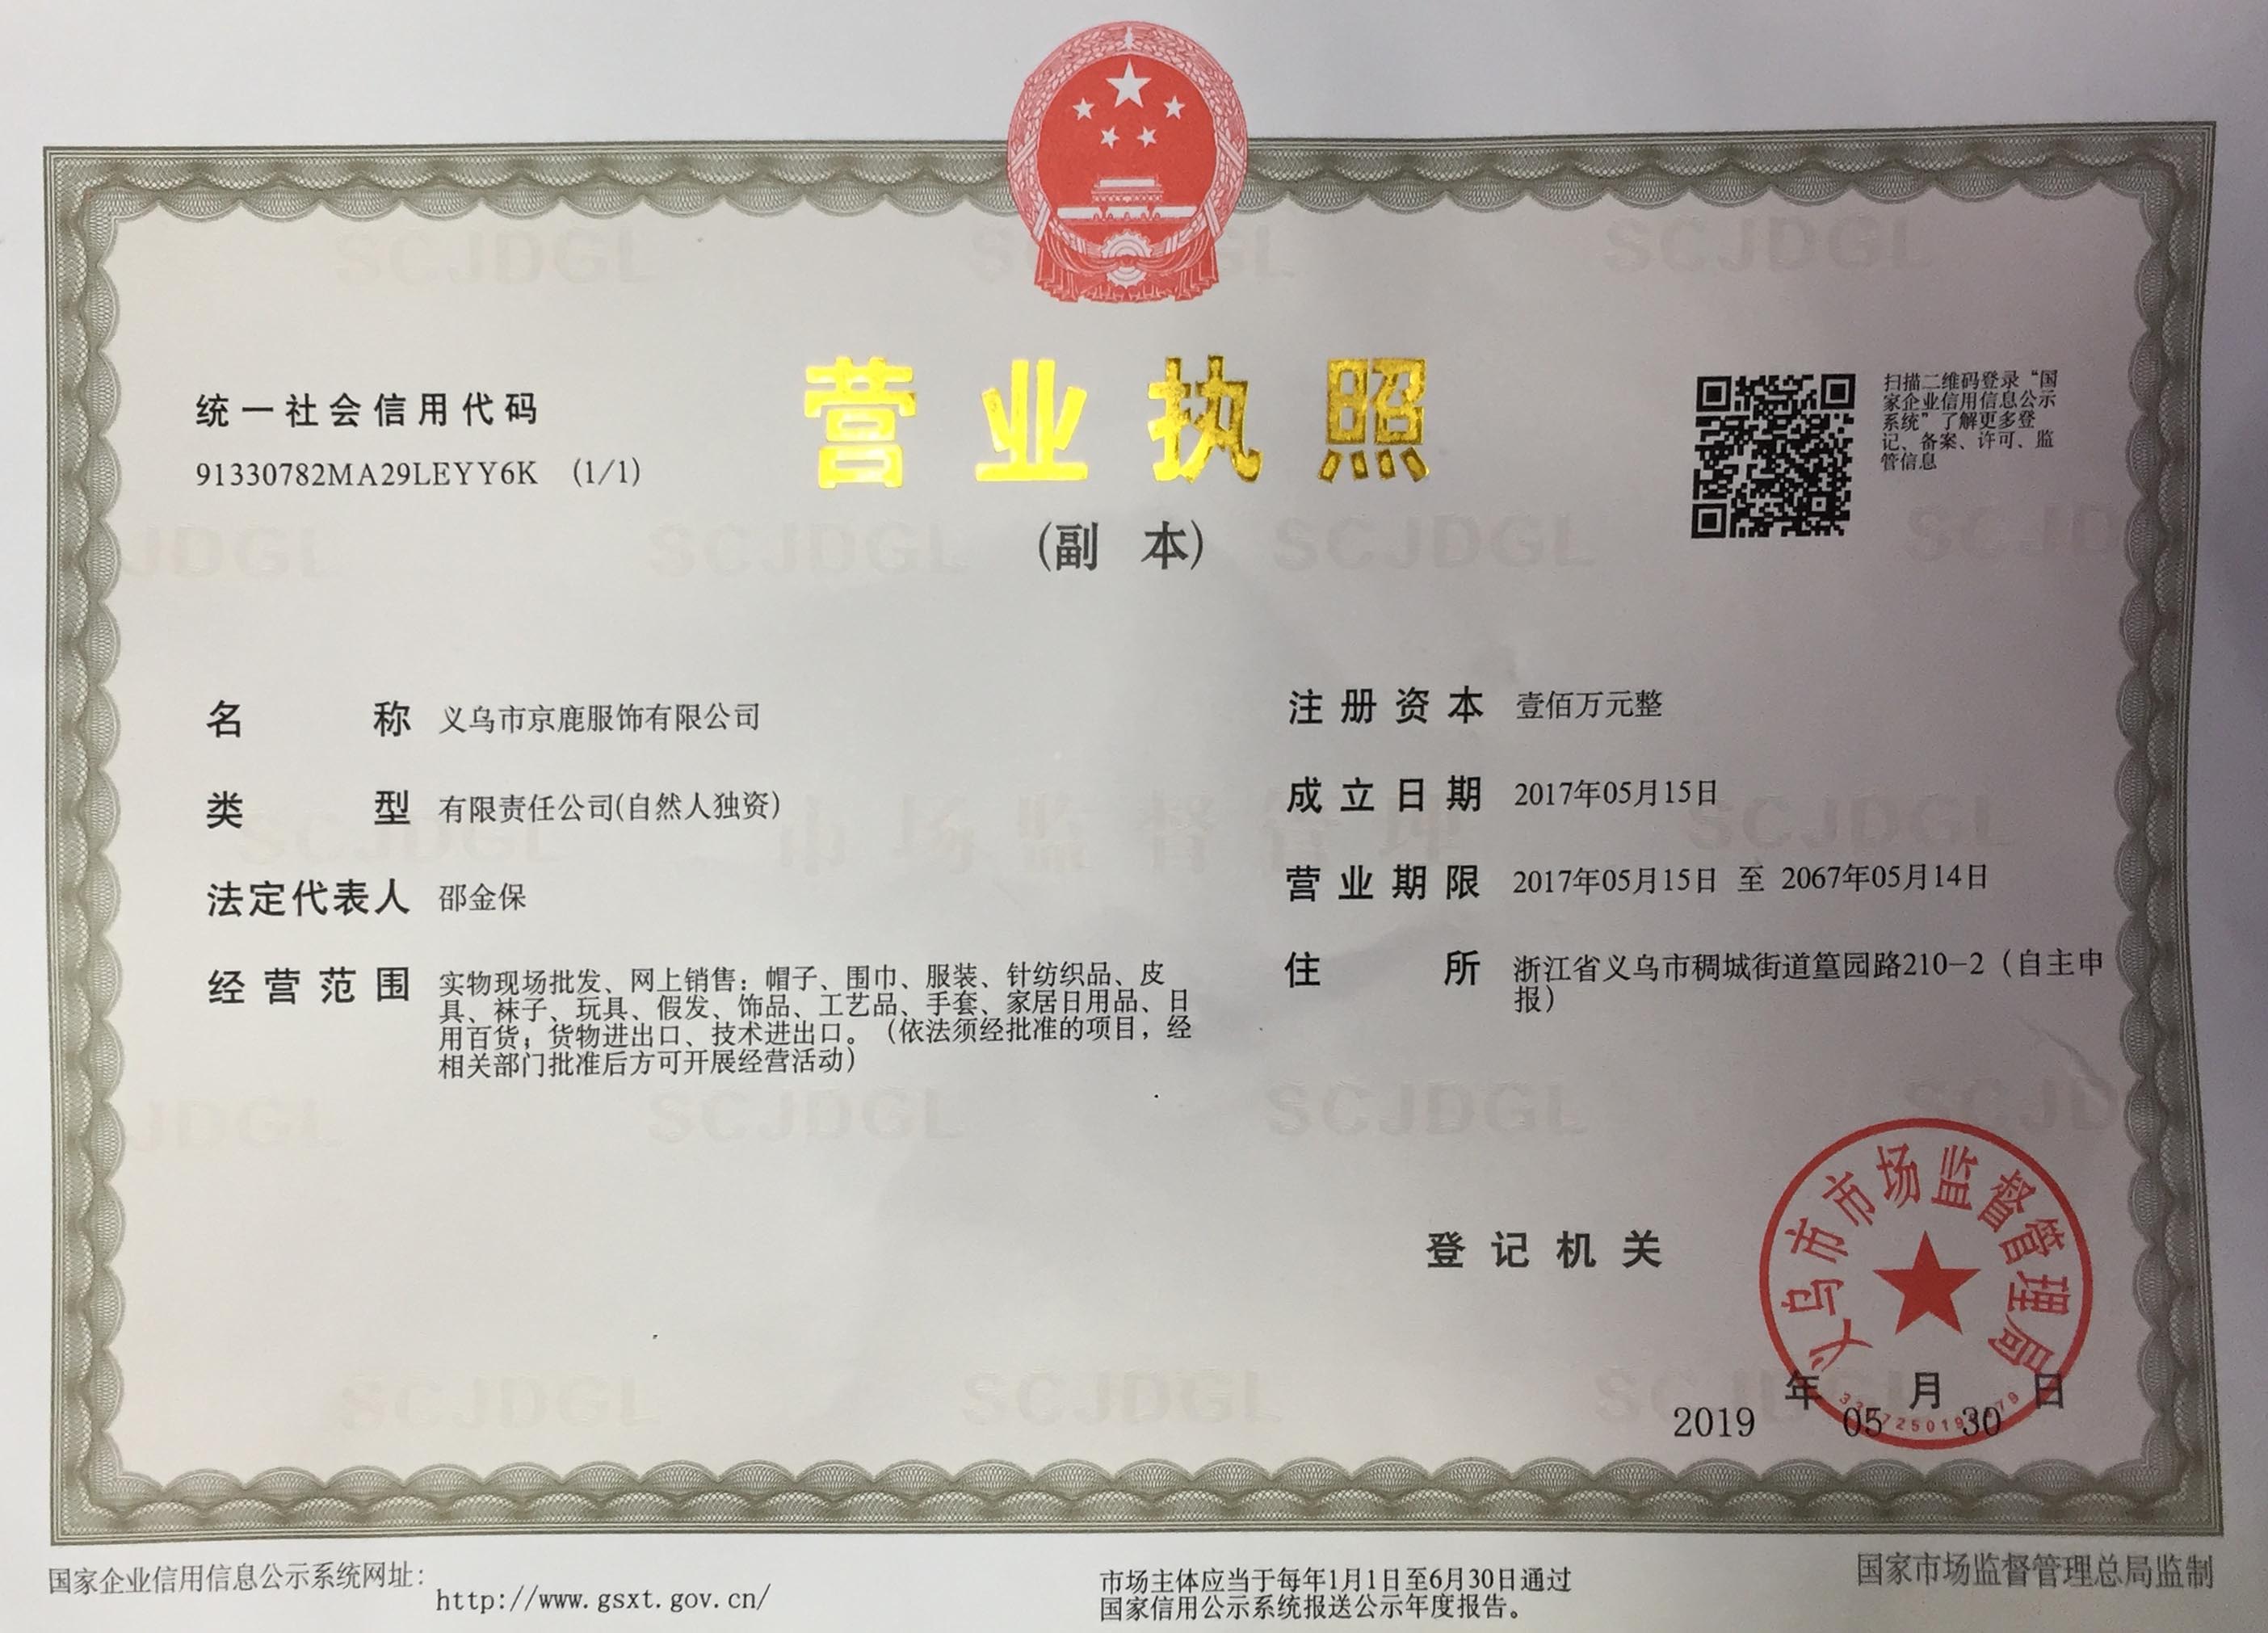 统一社会信用代码
91330782MA29LEYY6K (1/1)
营业执照
(副 本)
扫描二维码登录“国
家企业信用信息公示
系统”了解更多登
记、备案、许可、监
管信息
名称 义乌市京鹿服饰有限公司
类型 有限责任公司(自然人独资)
法定代表人 邵金保
经营范围 实物现场批发、网上销售：帽子、围巾、服装、针纺织品、皮
具、袜子、玩具、假发、饰品、工艺品、手套、家居日用品、日
用百货；货物进出口、技术进出口。（依法须经批准的项目，经
相关部门批准后方可开展经营活动）
注册资本 壹佰万元整
成立日期 2017年05月15日
营业期限 2017年05月15日 至 2067年05月14日
住所 浙江省义乌市稠城街道篁园路210-2（自主申
报）
登记机关
义乌市市场监督管理局
2019年05月30日
市场监督管理
SCJDGL
国家企业信用信息公示系统网址：
http://www.gsxt.gov.cn/
市场主体应当于每年1月1日至6月30日通过
国家信用公示系统报送公示年度报告。
国家市场监督管理总局监制